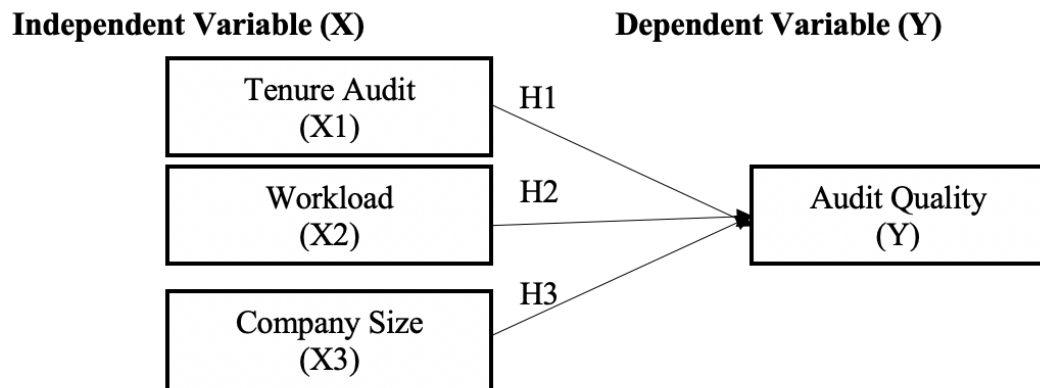 Independent Variable (X)
Dependent Variable (Y)
Tenure Audit
(X1)
H1
Workload
(X2)
H2
Audit Quality
(Y)
H3
Company Size
(X3)